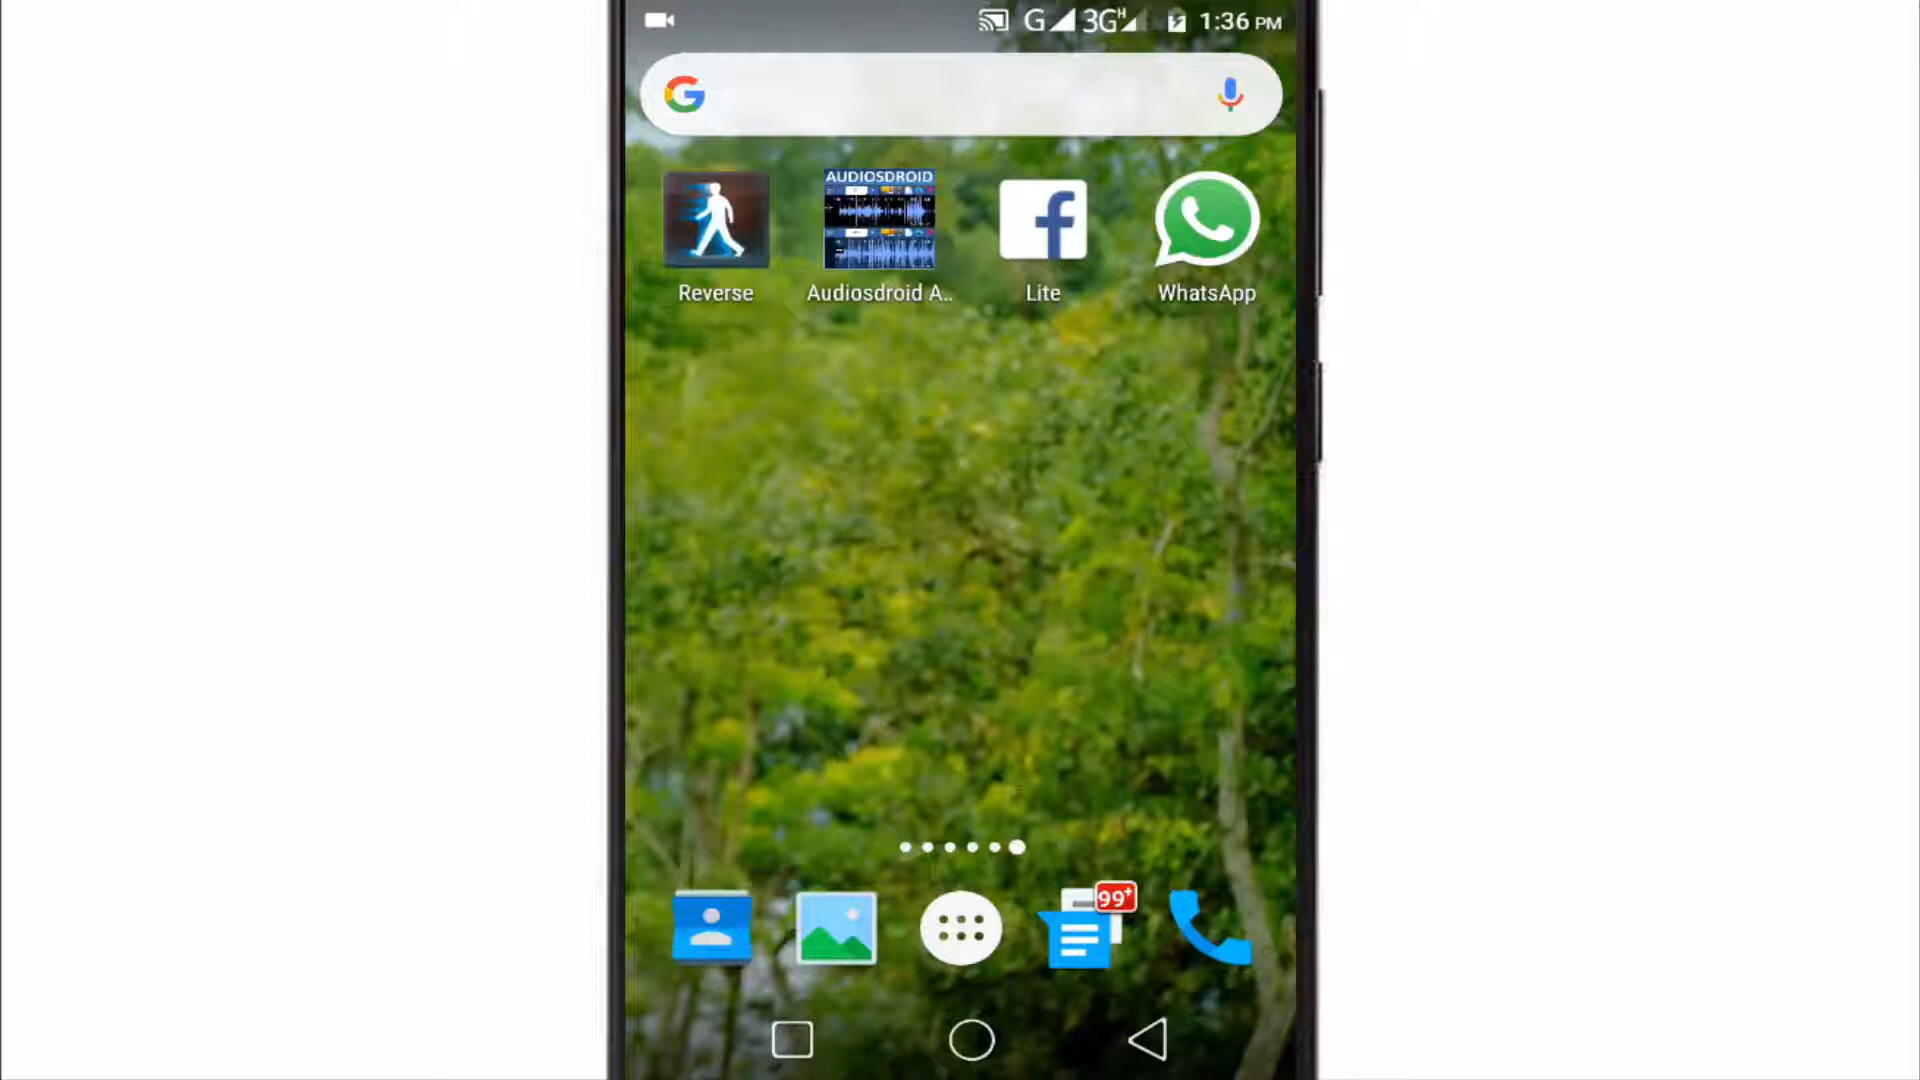 G 3G H 1:36 PM
AUDIOSDROID
Reverse Audiosdroid A.. Lite WhatsApp
99+